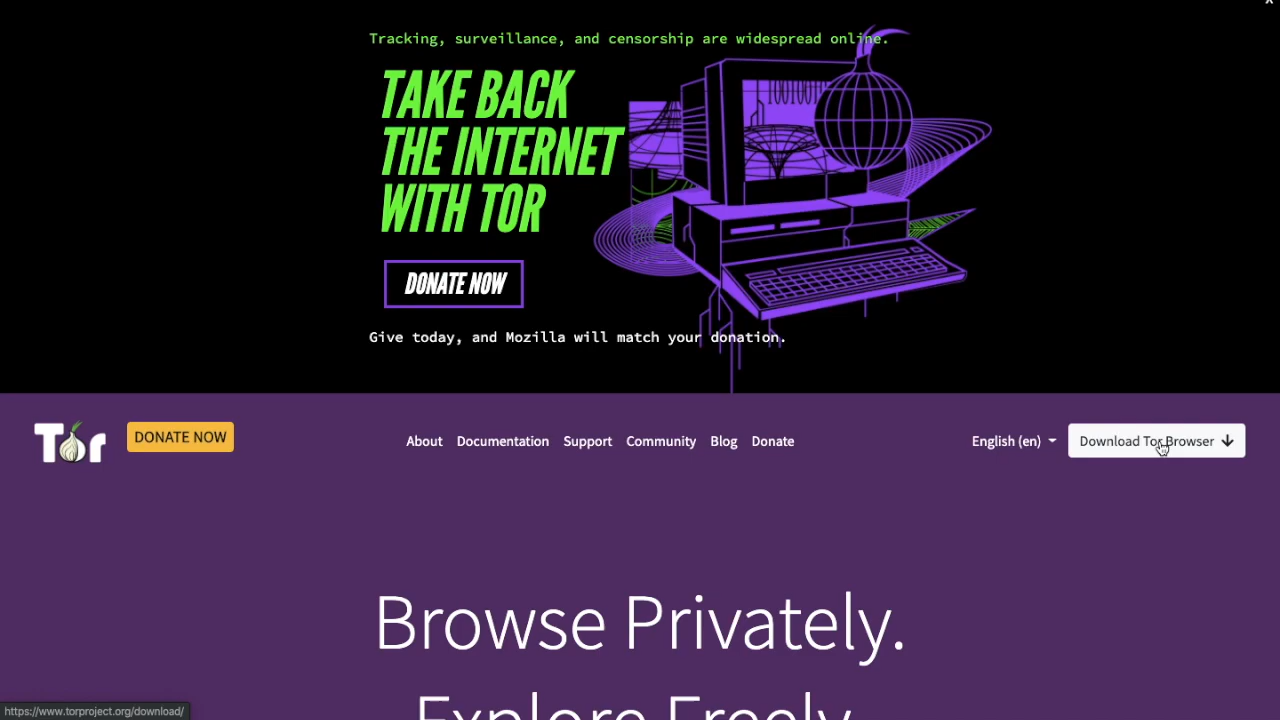 Tracking, surveillance, and censorship are widespread online.
TAKE BACK
THE INTERNET
WITH TOR
DONATE NOW
Give today, and Mozilla will match your donation.
Tor
DONATE NOW
About Documentation Support Community Blog Donate
English (en)
Download Tor Browser
Browse Privately.
Explore Freely.
https://www.torproject.org/download/